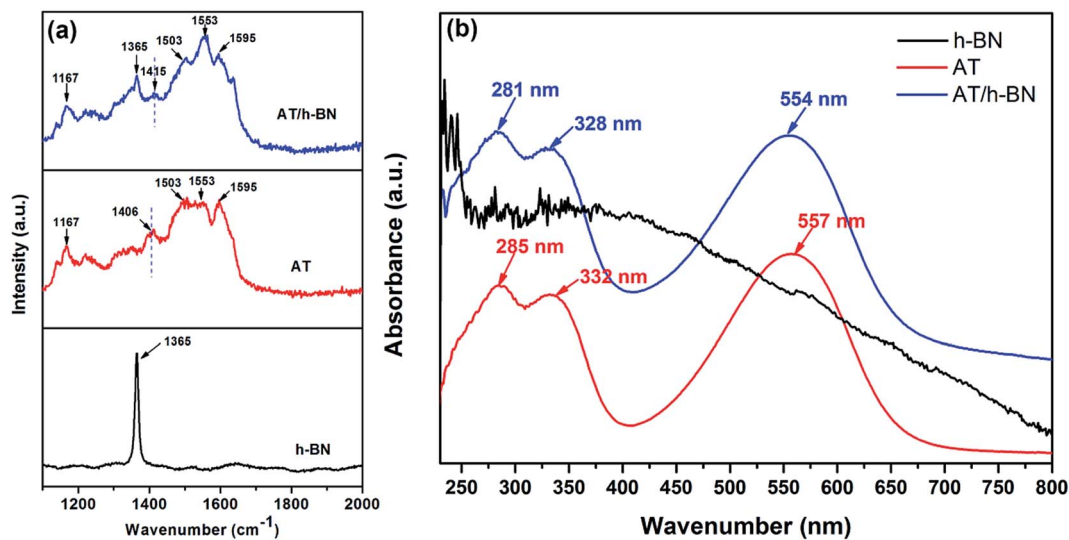 (a)
1553
1503
1595
1365
1415
1167
AT/h-BN
1503
1553
1595
1406
1167
AT
1365
h-BN
1200 1400 1600 1800 2000
Wavenumber (cm⁻¹)
Intensity (a.u.)
(b)
h-BN
AT
AT/h-BN
281 nm
328 nm
554 nm
557 nm
285 nm
332 nm
250 300 350 400 450 500 550 600 650 700 750 800
Wavenumber (nm)
Absorbance (a.u.)